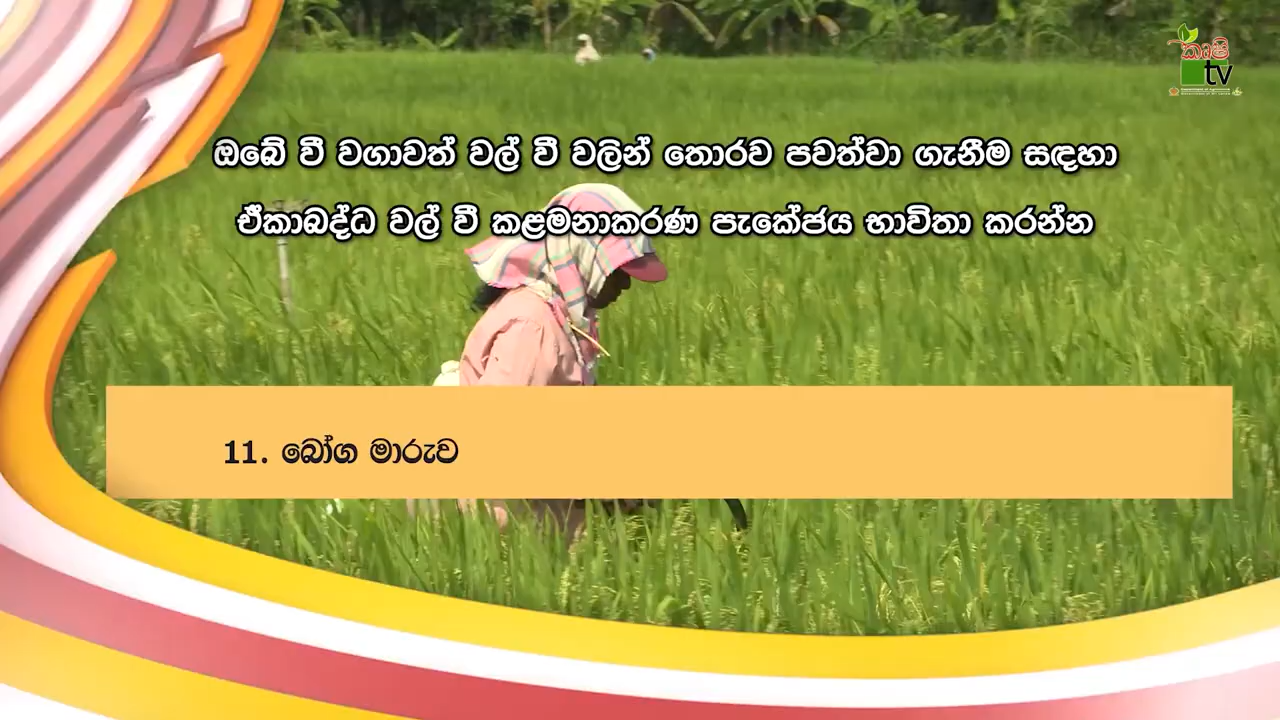 කෘෂි
tv
ඔබේ වී වගාවත් වල් වී වලින් තොරව පවත්වා ගැනීම සඳහා
ඒකාබද්ධ වල් වී කළමනාකරණ පැකේජය භාවිතා කරන්න
11. බෝග මාරුව